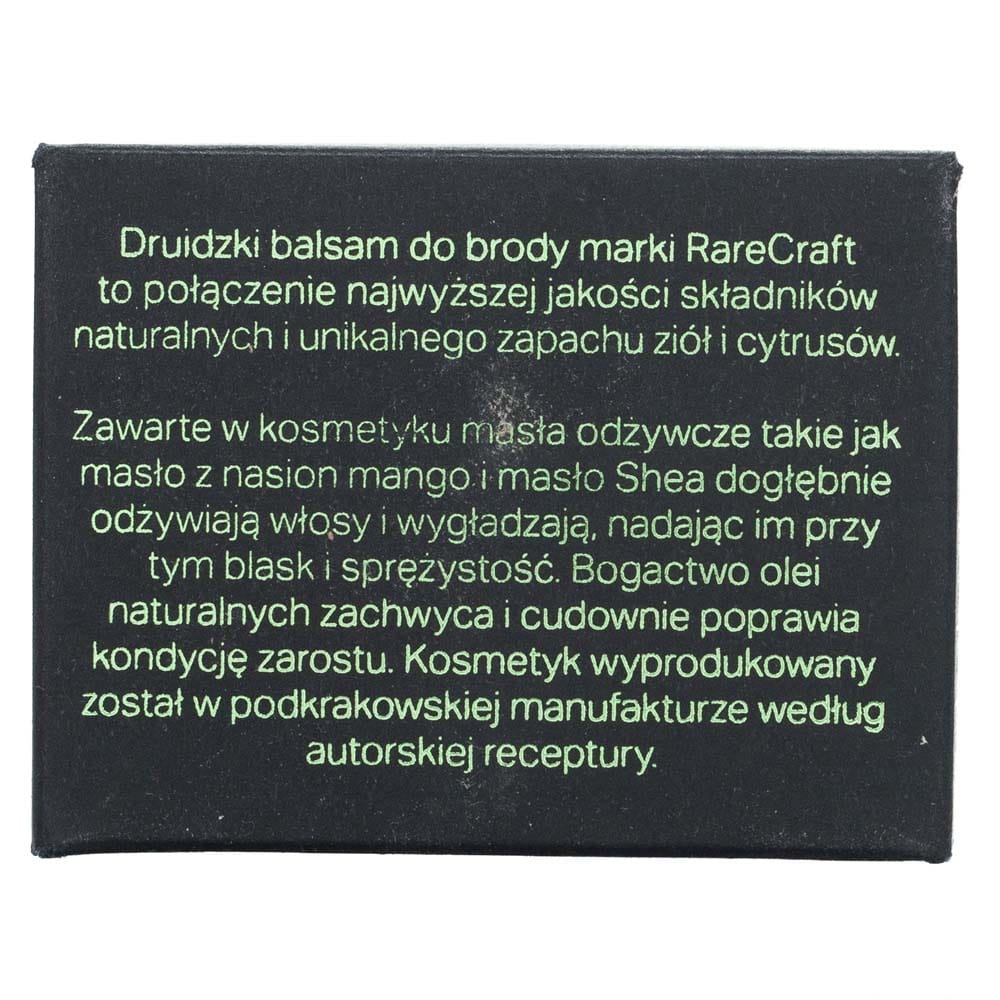 Druidzki balsam do brody marki RareCraft
to połączenie najwyższej jakości składników
naturalnych i unikalnego zapachu ziół i cytrusów.
Zawarte w kosmetyku masła odżywcze takie jak
masło z nasion mango i masło Shea dogłębnie
odżywiają włosy i wygładzają, nadając im przy
tym blask i sprężystość. Bogactwo olei
naturalnych zachwyca i cudownie poprawia
kondycję zarostu. Kosmetyk wyprodukowany
został w podkrakowskiej manufakturze według
autorskiej receptury.